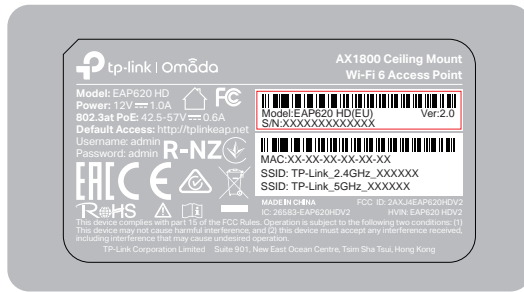 tp-link | Omada
AX1800 Ceiling Mount
Wi-Fi 6 Access Point
Model: EAP620 HD
Power: 12V⎓1.0A
802.3at PoE: 42.5-57V⎓0.6A
Default Access: http://tplinkeap.net
Username: admin
Password: admin
FC
R-NZ
EAC CE
RoHS
Model:EAP620 HD(EU) Ver:2.0
S/N:XXXXXXXXXXXXX
MAC:XX-XX-XX-XX-XX-XX
SSID: TP-Link_2.4GHz_XXXXXX
SSID: TP-Link_5GHz_XXXXXX
MADE IN CHINA FCC ID: 2AXJ4EAP620HDV2
IC: 26583-EAP620HDV2 HVIN: EAP620 HDV2
This device complies with part 15 of the FCC Rules. Operation is subject to the following two conditions: (1)
This device may not cause harmful interference, and (2) this device must accept any interference received,
including interference that may cause undesired operation.
TP-Link Corporation Limited Suite 901, New East Ocean Centre, Tsim Sha Tsui, Hong Kong